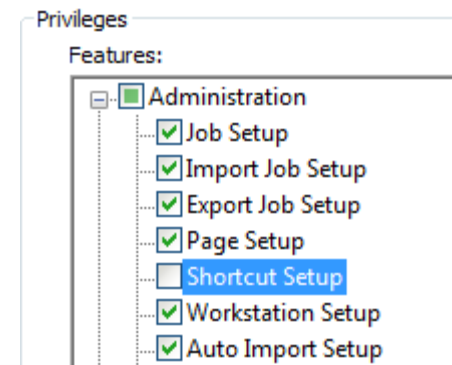 Privileges
Features:
Administration
Job Setup
Import Job Setup
Export Job Setup
Page Setup
Shortcut Setup
Workstation Setup
Auto Import Setup